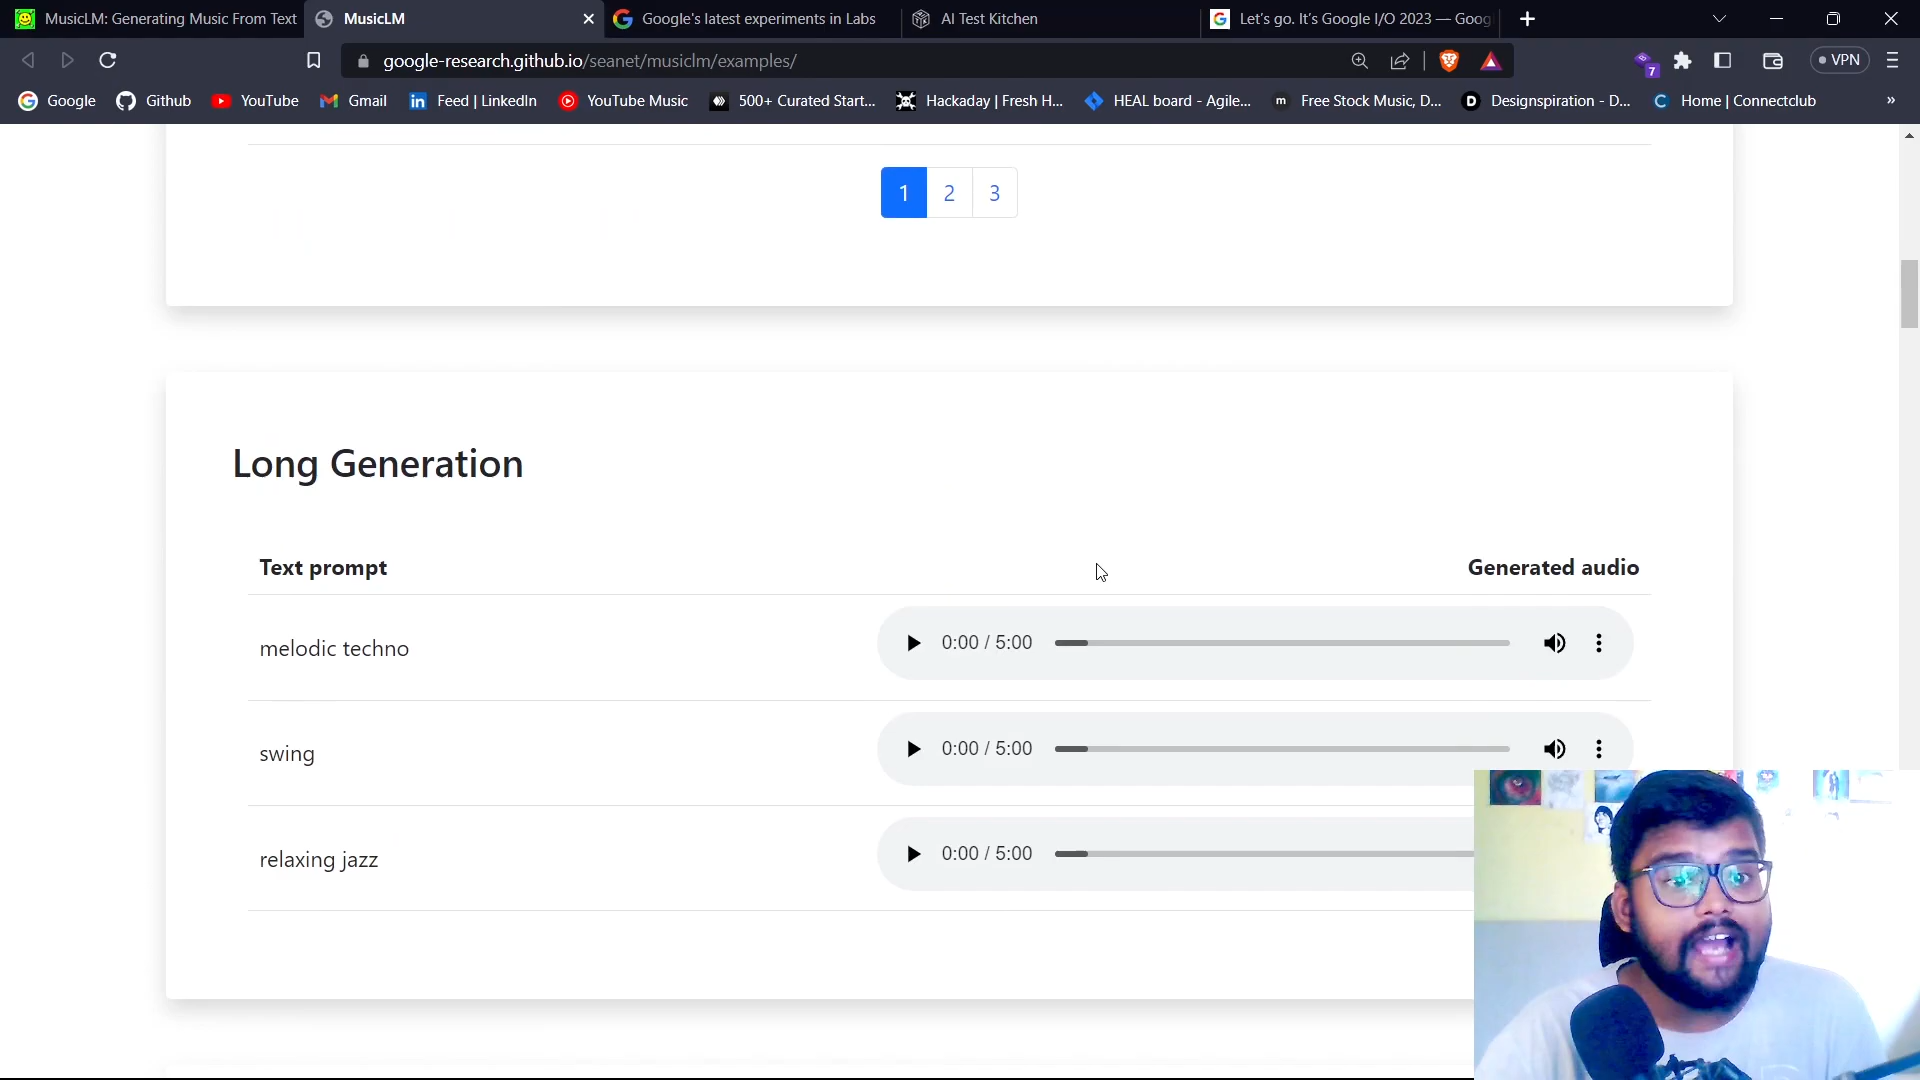 MusicLM: Generating Music From Text
MusicLM
Google's latest experiments in Labs
AI Test Kitchen
Let's go. It's Google I/O 2023 — Goog
google-research.github.io/seanet/musiclm/examples/
7
VPN
Google
Github
YouTube
Gmail
Feed | LinkedIn
YouTube Music
500+ Curated Start...
Hackaday | Fresh H...
HEAL board - Agile...
Free Stock Music, D...
Designspiration - D...
Home | Connectclub
»
1 2 3
Long Generation
Text prompt
Generated audio
melodic techno
0:00 / 5:00
swing
0:00 / 5:00
relaxing jazz
0:00 / 5:00